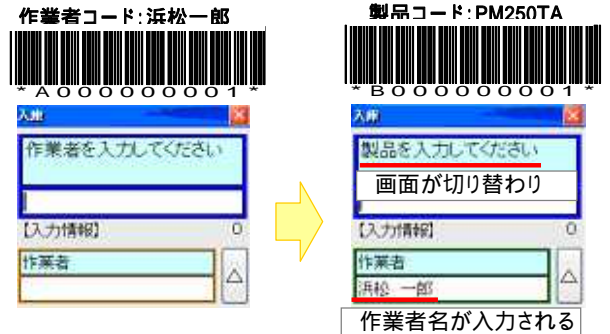 作業者コード:浜松一郎
*A000000001*
入庫
作業者を入力してください
【入力情報】 0
作業者
製品コード:PM250TA
*B000000001*
入庫
製品を入力してください
画面が切り替わり
【入力情報】 0
作業者
浜松 一郎
作業者名が入力される